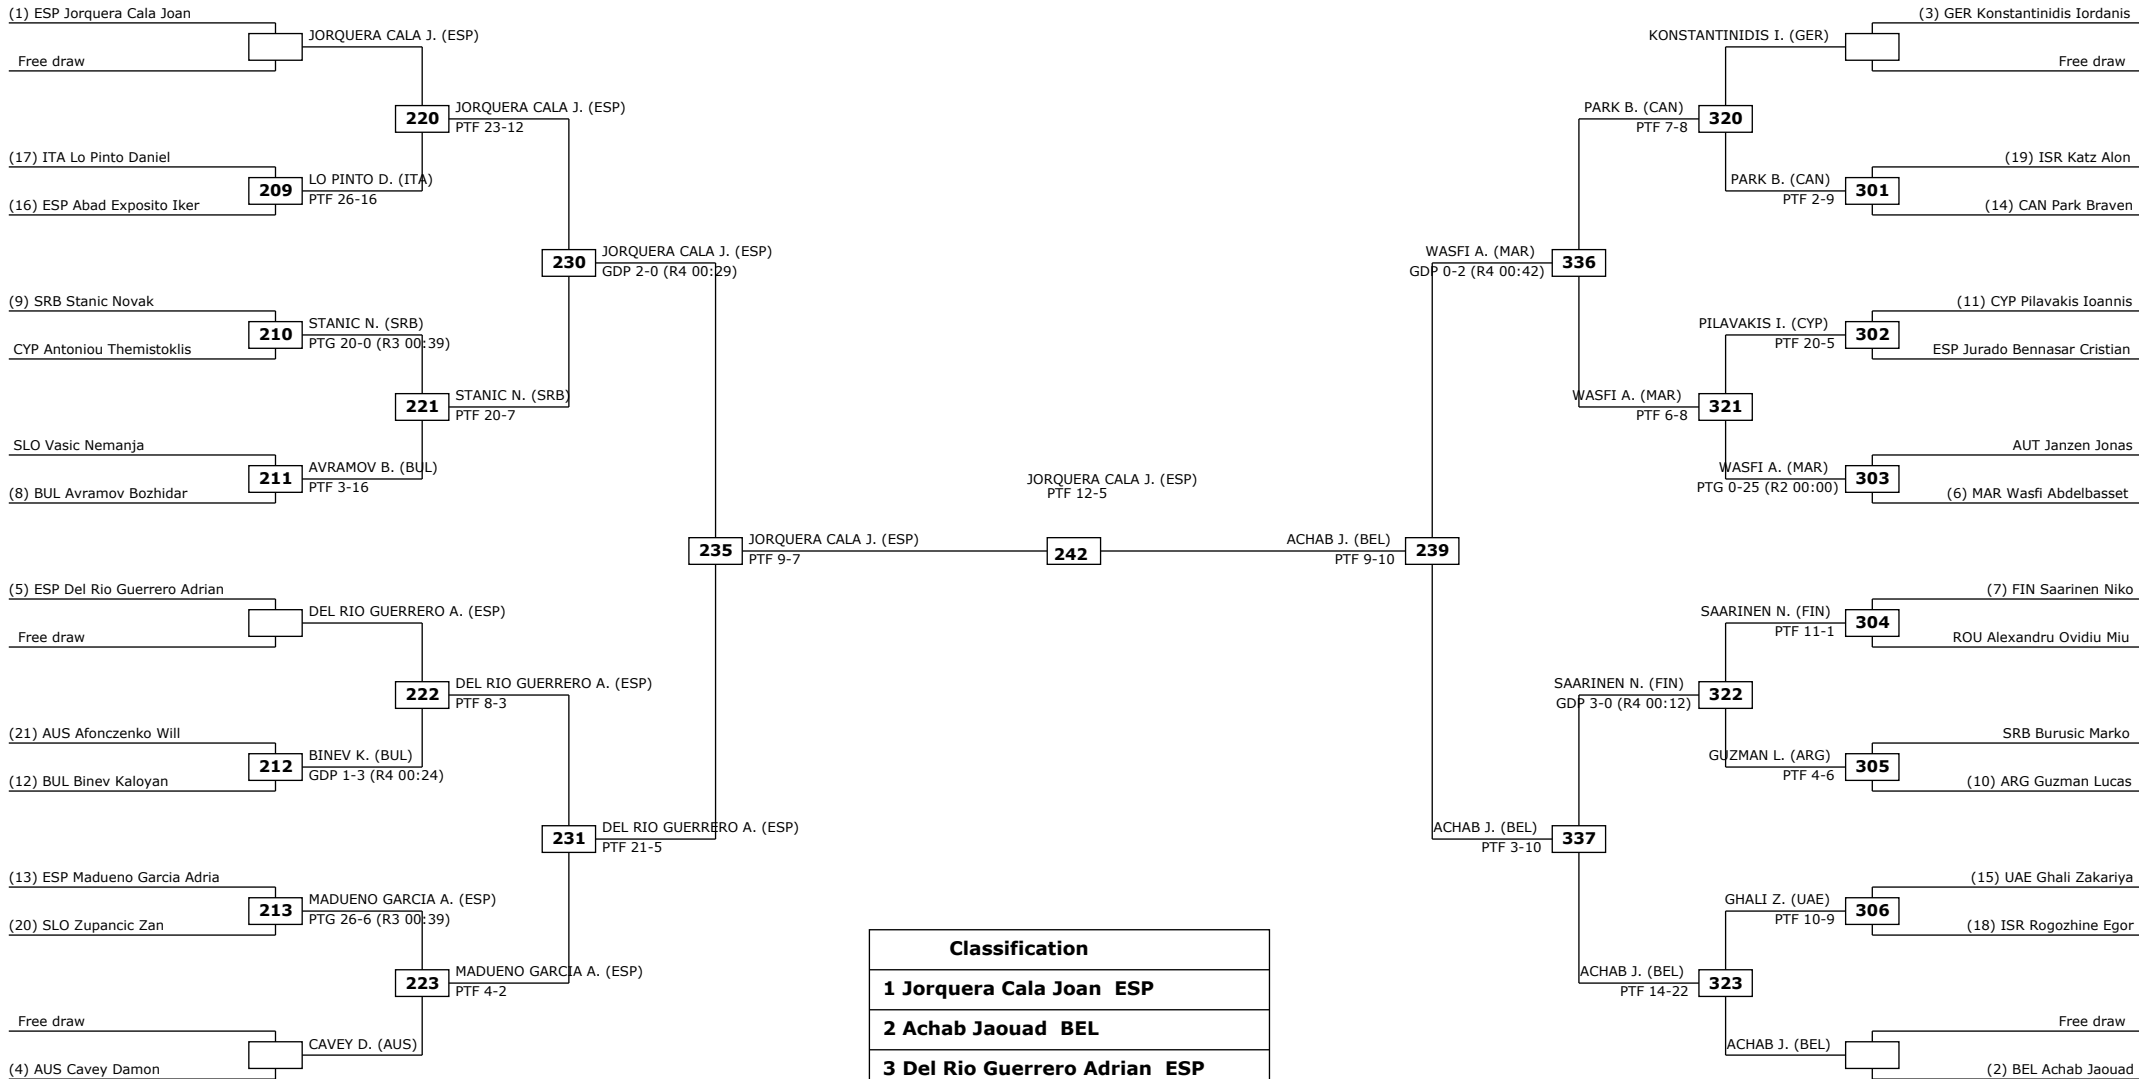 (1) ESP Jorquera Cala Joan
JORQUERA CALA J. (ESP)
Free draw
220
JORQUERA CALA J. (ESP)
PTF 23-12
(17) ITA Lo Pinto Daniel
209
LO PINTO D. (ITA)
PTF 26-16
(16) ESP Abad Exposito Iker
230
JORQUERA CALA J. (ESP)
GDP 2-0 (R4 00:29)
(9) SRB Stanic Novak
210
STANIC N. (SRB)
PTG 20-0 (R3 00:39)
CYP Antoniou Themistoklis
221
STANIC N. (SRB)
PTF 20-7
SLO Vasic Nemanja
211
AVRAMOV B. (BUL)
PTF 3-16
(8) BUL Avramov Bozhidar
235
JORQUERA CALA J. (ESP)
PTF 9-7
(5) ESP Del Rio Guerrero Adrian
DEL RIO GUERRERO A. (ESP)
Free draw
222
DEL RIO GUERRERO A. (ESP)
PTF 8-3
(21) AUS Afonczenko Will
212
BINEV K. (BUL)
GDP 1-3 (R4 00:24)
(12) BUL Binev Kaloyan
231
DEL RIO GUERRERO A. (ESP)
PTF 21-5
(13) ESP Madueno Garcia Adria
213
MADUENO GARCIA A. (ESP)
PTG 26-6 (R3 00:39)
(20) SLO Zupancic Zan
223
MADUENO GARCIA A. (ESP)
PTF 4-2
Free draw
CAVEY D. (AUS)
(4) AUS Cavey Damon
JORQUERA CALA J. (ESP)
PTF 12-5
242
(3) GER Konstantinidis Iordanis
KONSTANTINIDIS I. (GER)
Free draw
PARK B. (CAN)
PTF 7-8
320
(19) ISR Katz Alon
PARK B. (CAN)
PTF 2-9
301
(14) CAN Park Braven
WASFI A. (MAR)
GDP 0-2 (R4 00:42)
336
(11) CYP Pilavakis Ioannis
PILAVAKIS I. (CYP)
PTF 20-5
302
ESP Jurado Bennasar Cristian
WASFI A. (MAR)
PTF 6-8
321
AUT Janzen Jonas
WASFI A. (MAR)
PTG 0-25 (R2 00:00)
303
(6) MAR Wasfi Abdelbasset
ACHAB J. (BEL)
PTF 9-10
239
(7) FIN Saarinen Niko
SAARINEN N. (FIN)
PTF 11-1
304
ROU Alexandru Ovidiu Miu
SAARINEN N. (FIN)
GDP 3-0 (R4 00:12)
322
SRB Burusic Marko
GUZMAN L. (ARG)
PTF 4-6
305
(10) ARG Guzman Lucas
ACHAB J. (BEL)
PTF 3-10
337
(15) UAE Ghali Zakariya
GHALI Z. (UAE)
PTF 10-9
306
(18) ISR Rogozhine Egor
ACHAB J. (BEL)
PTF 14-22
323
Free draw
ACHAB J. (BEL)
(2) BEL Achab Jaouad
Classification
1 Jorquera Cala Joan ESP
2 Achab Jaouad BEL
3 Del Rio Guerrero Adrian ESP